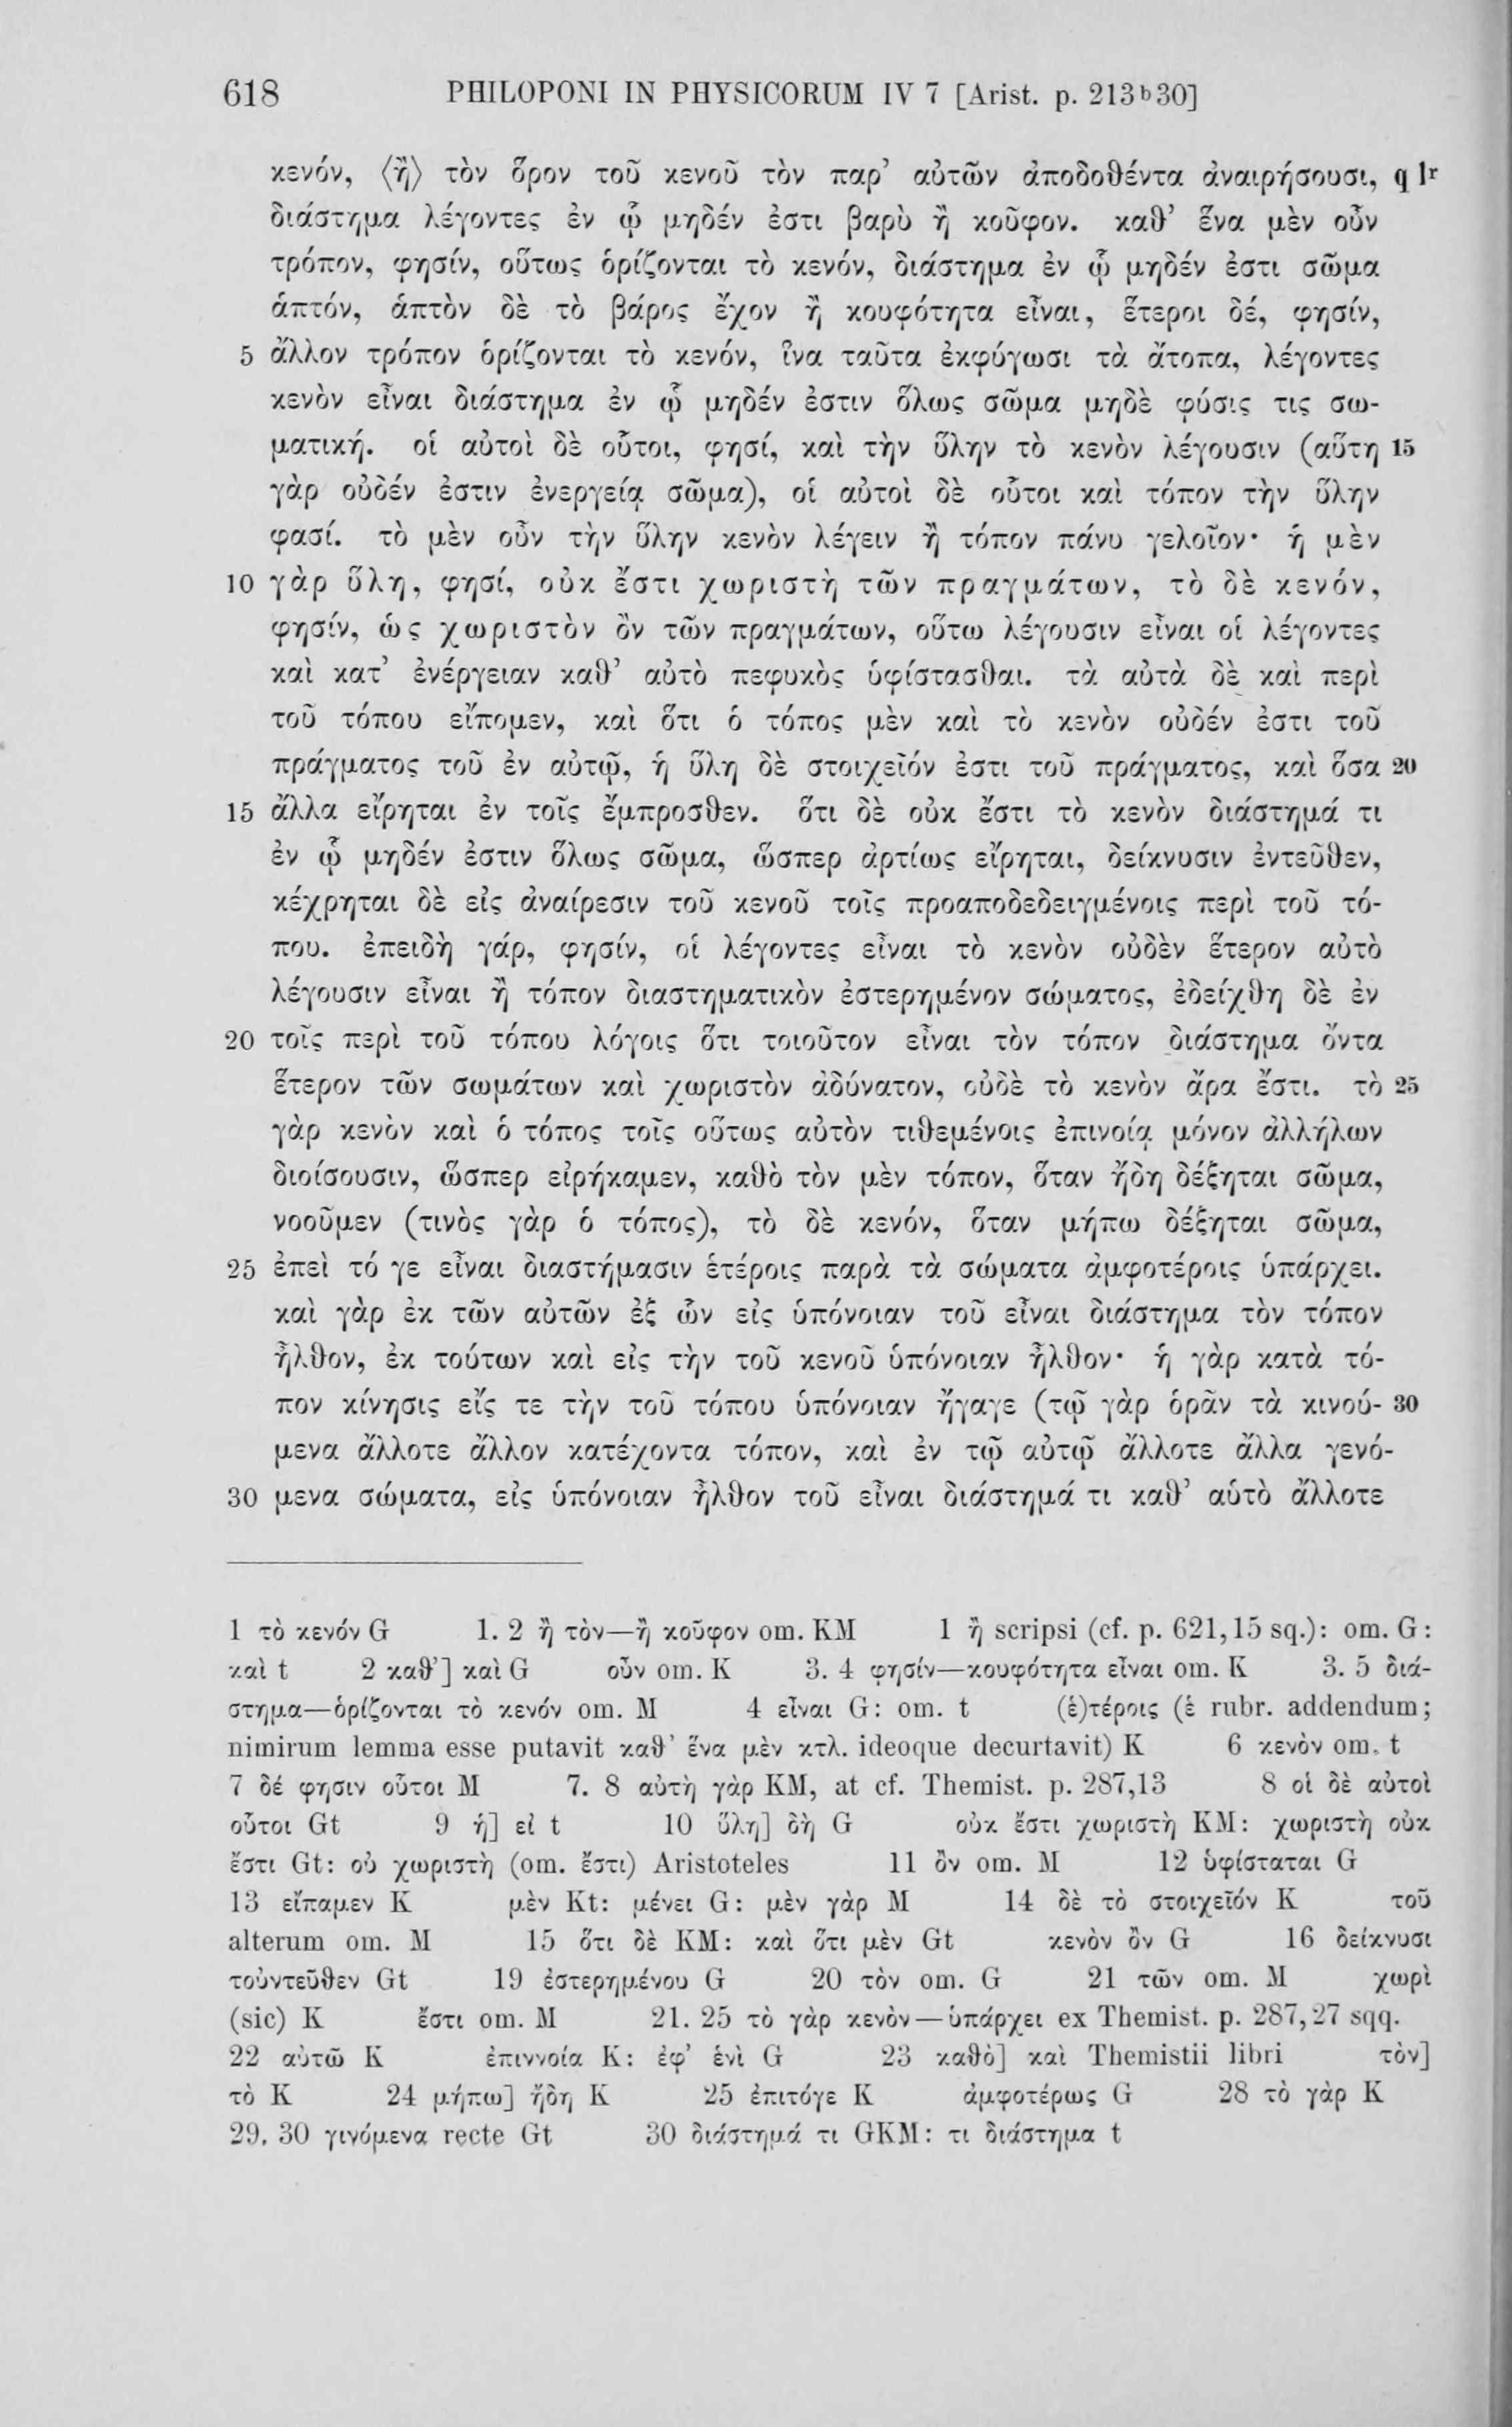 618 PHILOPONI IN PHYSICORUM IV 7 [Arist. p. 213ᵇ30]
κενόν, ⟨ἢ⟩ τὸν ὅρον τοῦ κενοῦ τὸν παρ’ αὐτῶν ἀποδοθέντα ἀναιρήσουσι, q 1ʳ
διάστημα λέγοντες ἐν ᾧ μηδέν ἐστι βαρὺ ἢ κοῦφον. καθ’ ἕνα μὲν οὖν
τρόπον, φησίν, οὕτως ὁρίζονται τὸ κενόν, διάστημα ἐν ᾧ μηδέν ἐστι σῶμα
ἁπτόν, ἁπτὸν δὲ τὸ βάρος ἔχον ἢ κουφότητα εἶναι, ἕτεροι δέ, φησίν,
5 ἄλλον τρόπον ὁρίζονται τὸ κενόν, ἵνα ταῦτα ἐκφύγωσι τὰ ἄτοπα, λέγοντες
κενὸν εἶναι διάστημα ἐν ᾧ μηδέν ἐστιν ὅλως σῶμα μηδὲ φύσις τις σω-
ματική. οἱ αὐτοὶ δὲ οὗτοι, φησί, καὶ τὴν ὕλην τὸ κενὸν λέγουσιν (αὕτη 15
γὰρ οὐδέν ἐστιν ἐνεργείᾳ σῶμα), οἱ αὐτοὶ δὲ οὗτοι καὶ τόπον τὴν ὕλην
φασί. τὸ μὲν οὖν τὴν ὕλην κενὸν λέγειν ἢ τόπον πάνυ γελοῖον· ἡ μὲν
10 γὰρ ὕλη, φησί, οὐκ ἔστι χωριστὴ τῶν πραγμάτων, τὸ δὲ κενόν,
φησίν, ὡς χωριστὸν ὂν τῶν πραγμάτων, οὕτω λέγουσιν εἶναι οἱ λέγοντες
καὶ κατ’ ἐνέργειαν καθ’ αὑτὸ πεφυκὸς ὑφίστασθαι. τὰ αὐτὰ δὲ καὶ περὶ
τοῦ τόπου εἴπομεν, καὶ ὅτι ὁ τόπος μὲν καὶ τὸ κενὸν οὐδέν ἐστι τοῦ
πράγματος τοῦ ἐν αὐτῷ, ἡ ὕλη δὲ στοιχεῖόν ἐστι τοῦ πράγματος, καὶ ὅσα 20
15 ἄλλα εἴρηται ἐν τοῖς ἔμπροσθεν. ὅτι δὲ οὐκ ἔστι τὸ κενὸν διάστημά τι
ἐν ᾧ μηδέν ἐστιν ὅλως σῶμα, ὥσπερ ἀρτίως εἴρηται, δείκνυσιν ἐντεῦθεν,
κέχρηται δὲ εἰς ἀναίρεσιν τοῦ κενοῦ τοῖς προαποδεδειγμένοις περὶ τοῦ τό-
που. ἐπειδὴ γάρ, φησίν, οἱ λέγοντες εἶναι τὸ κενὸν οὐδὲν ἕτερον αὐτὸ
λέγουσιν εἶναι ἢ τόπον διαστηματικὸν ἐστερημένον σώματος, ἐδείχθη δὲ ἐν
20 τοῖς περὶ τοῦ τόπου λόγοις ὅτι τοιοῦτον εἶναι τὸν τόπον διάστημα ὄντα
ἕτερον τῶν σωμάτων καὶ χωριστὸν ἀδύνατον, οὐδὲ τὸ κενὸν ἄρα ἔστι. τὸ 25
γὰρ κενὸν καὶ ὁ τόπος τοῖς οὕτως αὐτὸν τιθεμένοις ἐπινοίᾳ μόνον ἀλλήλων
διοίσουσιν, ὥσπερ εἰρήκαμεν, καθὸ τὸν μὲν τόπον, ὅταν ἤδη δέξηται σῶμα,
νοοῦμεν (τινὸς γὰρ ὁ τόπος), τὸ δὲ κενόν, ὅταν μήπω δέξηται σῶμα,
25 ἐπεὶ τό γε εἶναι διαστήμασιν ἑτέροις παρὰ τὰ σώματα ἀμφοτέροις ὑπάρχει.
καὶ γὰρ ἐκ τῶν αὐτῶν ἐξ ὧν εἰς ὑπόνοιαν τοῦ εἶναι διάστημα τὸν τόπον
ἦλθον, ἐκ τούτων καὶ εἰς τὴν τοῦ κενοῦ ὑπόνοιαν ἦλθον· ἡ γὰρ κατὰ τό-
πον κίνησις εἴς τε τὴν τοῦ τόπου ὑπόνοιαν ἤγαγε (τῷ γὰρ ὁρᾶν τὰ κινού- 30
μενα ἄλλοτε ἄλλον κατέχοντα τόπον, καὶ ἐν τῷ αὐτῷ ἄλλοτε ἄλλα γενό-
30 μενα σώματα, εἰς ὑπόνοιαν ἦλθον τοῦ εἶναι διάστημά τι καθ’ αὑτὸ ἄλλοτε
1 τὸ κενόν G 1. 2 ἢ τὸν—ἢ κοῦφον om. KM 1 ἢ scripsi (cf. p. 621,15 sq.): om. G:
καὶ t 2 καθ’] καὶ G οὖν om. K 3. 4 φησίν—κουφότητα εἶναι om. K 3. 5 διά-
στημα—ὁρίζονται τὸ κενόν om. M 4 εἶναι G: om. t (ἑ)τέροις (ἑ rubr. addendum;
nimirum lemma esse putavit καθ’ ἕνα μὲν κτλ. ideoque decurtavit) K 6 κενὸν om. t
7 δέ φησιν οὗτοι M 7. 8 αὐτὴ γὰρ KM, at cf. Themist. p. 287,13 8 οἱ δὲ αὐτοὶ
οὗτοι Gt 9 ἡ] εἰ t 10 ὕλη] δὴ G οὐκ ἔστι χωριστὴ KM: χωριστὴ οὐκ
ἔστι Gt: οὐ χωριστὴ (om. ἔστι) Aristoteles 11 ὂν om. M 12 ὑφίσταται G
13 εἴπαμεν K μὲν Kt: μένει G: μὲν γὰρ M 14 δὲ τὸ στοιχεῖόν K τοῦ
alterum om. M 15 ὅτι δὲ KM: καὶ ὅτι μὲν Gt κενὸν ὂν G 16 δείκνυσι
τοὐντεῦθεν Gt 19 ἐστερημένου G 20 τὸν om. G 21 τῶν om. M χωρὶ
(sic) K ἔστι om. M 21. 25 τὸ γὰρ κενὸν—ὑπάρχει ex Themist. p. 287,27 sqq.
22 αὐτῶ K ἐπιννοία K: ἐφ’ ἑνὶ G 23 καθὸ] καὶ Themistii libri τὸν]
τὸ K 24 μήπω] ἤδη K 25 ἐπιτόγε K ἀμφοτέρως G 28 τὸ γὰρ K
29. 30 γινόμενα recte Gt 30 διάστημά τι GKM: τι διάστημα t